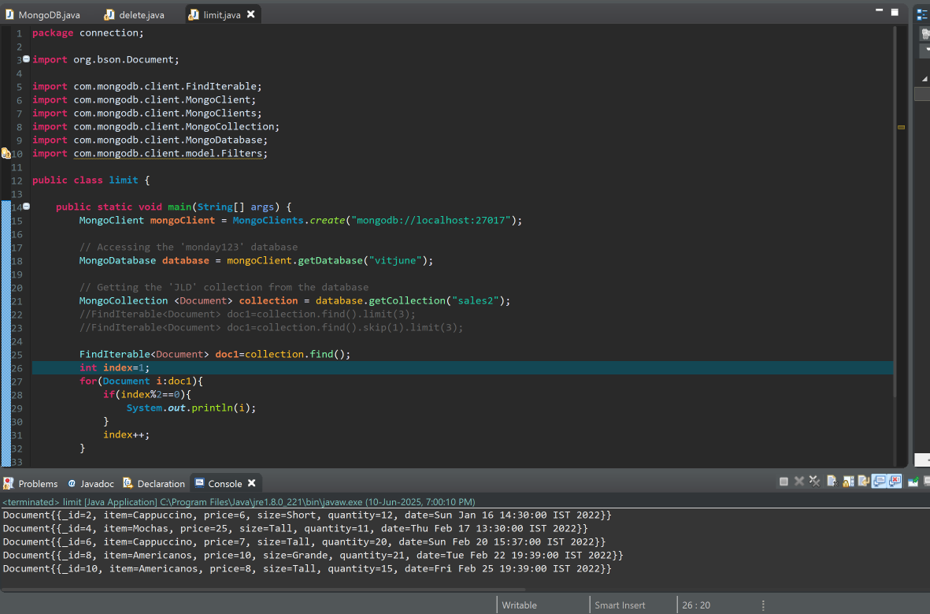 MongoDB.java delete.java limit.java
1 package connection;
2
3 import org.bson.Document;
4
5 import com.mongodb.client.FindIterable;
6 import com.mongodb.client.MongoClient;
7 import com.mongodb.client.MongoClients;
8 import com.mongodb.client.MongoCollection;
9 import com.mongodb.client.MongoDatabase;
10 import com.mongodb.client.model.Filters;
11
12 public class limit {
13
14 public static void main(String[] args) {
15 MongoClient mongoClient = MongoClients.create("mongodb://localhost:27017");
16
17 // Accessing the 'monday123' database
18 MongoDatabase database = mongoClient.getDatabase("vitjune");
19
20 // Getting the 'JLD' collection from the database
21 MongoCollection <Document> collection = database.getCollection("sales2");
22 //FindIterable<Document> doc1=collection.find().limit(3);
23 //FindIterable<Document> doc1=collection.find().skip(1).limit(3);
24
25 FindIterable<Document> doc1=collection.find();
26 int index=1;
27 for(Document i:doc1){
28 if(index%2==0){
29 System.out.println(i);
30 }
31 index++;
32 }
33
Problems Javadoc Declaration Console
<terminated> limit [Java Application] C:\Program Files\Java\jre1.8.0_221\bin\javaw.exe (10-Jun-2025, 7:00:10 PM)
Document{{_id=2, item=Cappuccino, price=6, size=Short, quantity=12, date=Sun Jan 16 14:30:00 IST 2022}}
Document{{_id=4, item=Mochas, price=25, size=Tall, quantity=11, date=Thu Feb 17 13:30:00 IST 2022}}
Document{{_id=6, item=Cappuccino, price=7, size=Tall, quantity=20, date=Sun Feb 20 15:37:00 IST 2022}}
Document{{_id=8, item=Americanos, price=10, size=Grande, quantity=21, date=Tue Feb 22 19:39:00 IST 2022}}
Document{{_id=10, item=Americanos, price=8, size=Tall, quantity=15, date=Fri Feb 25 19:39:00 IST 2022}}
Writable Smart Insert 26 : 20